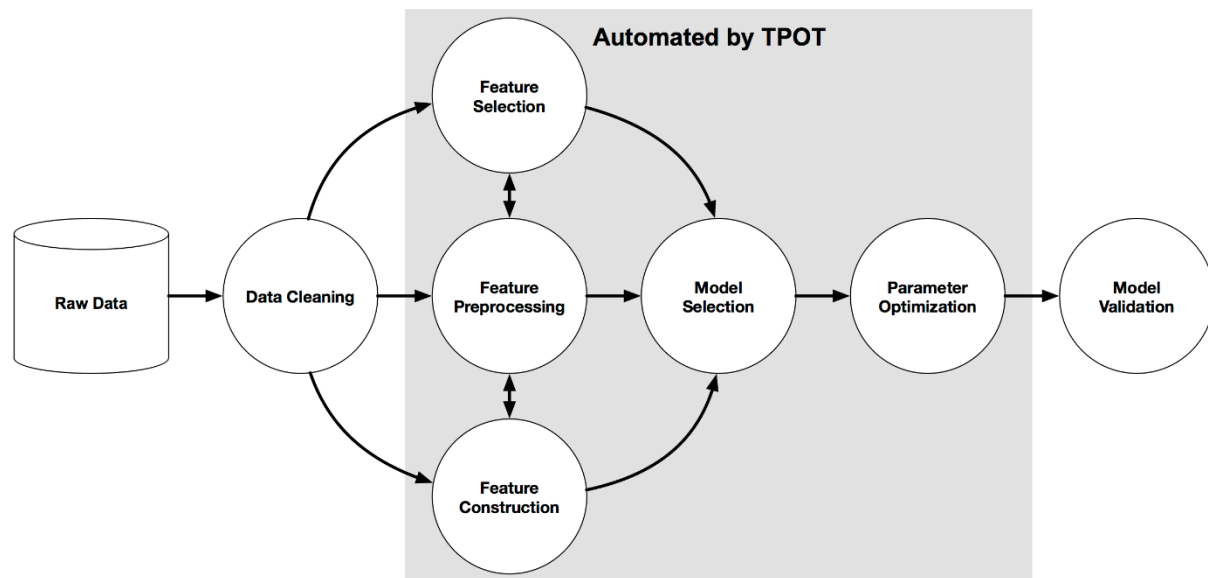 Automated by TPOT
Feature
Selection
Raw Data
Data Cleaning
Feature
Preprocessing
Model
Selection
Parameter
Optimization
Model
Validation
Feature
Construction